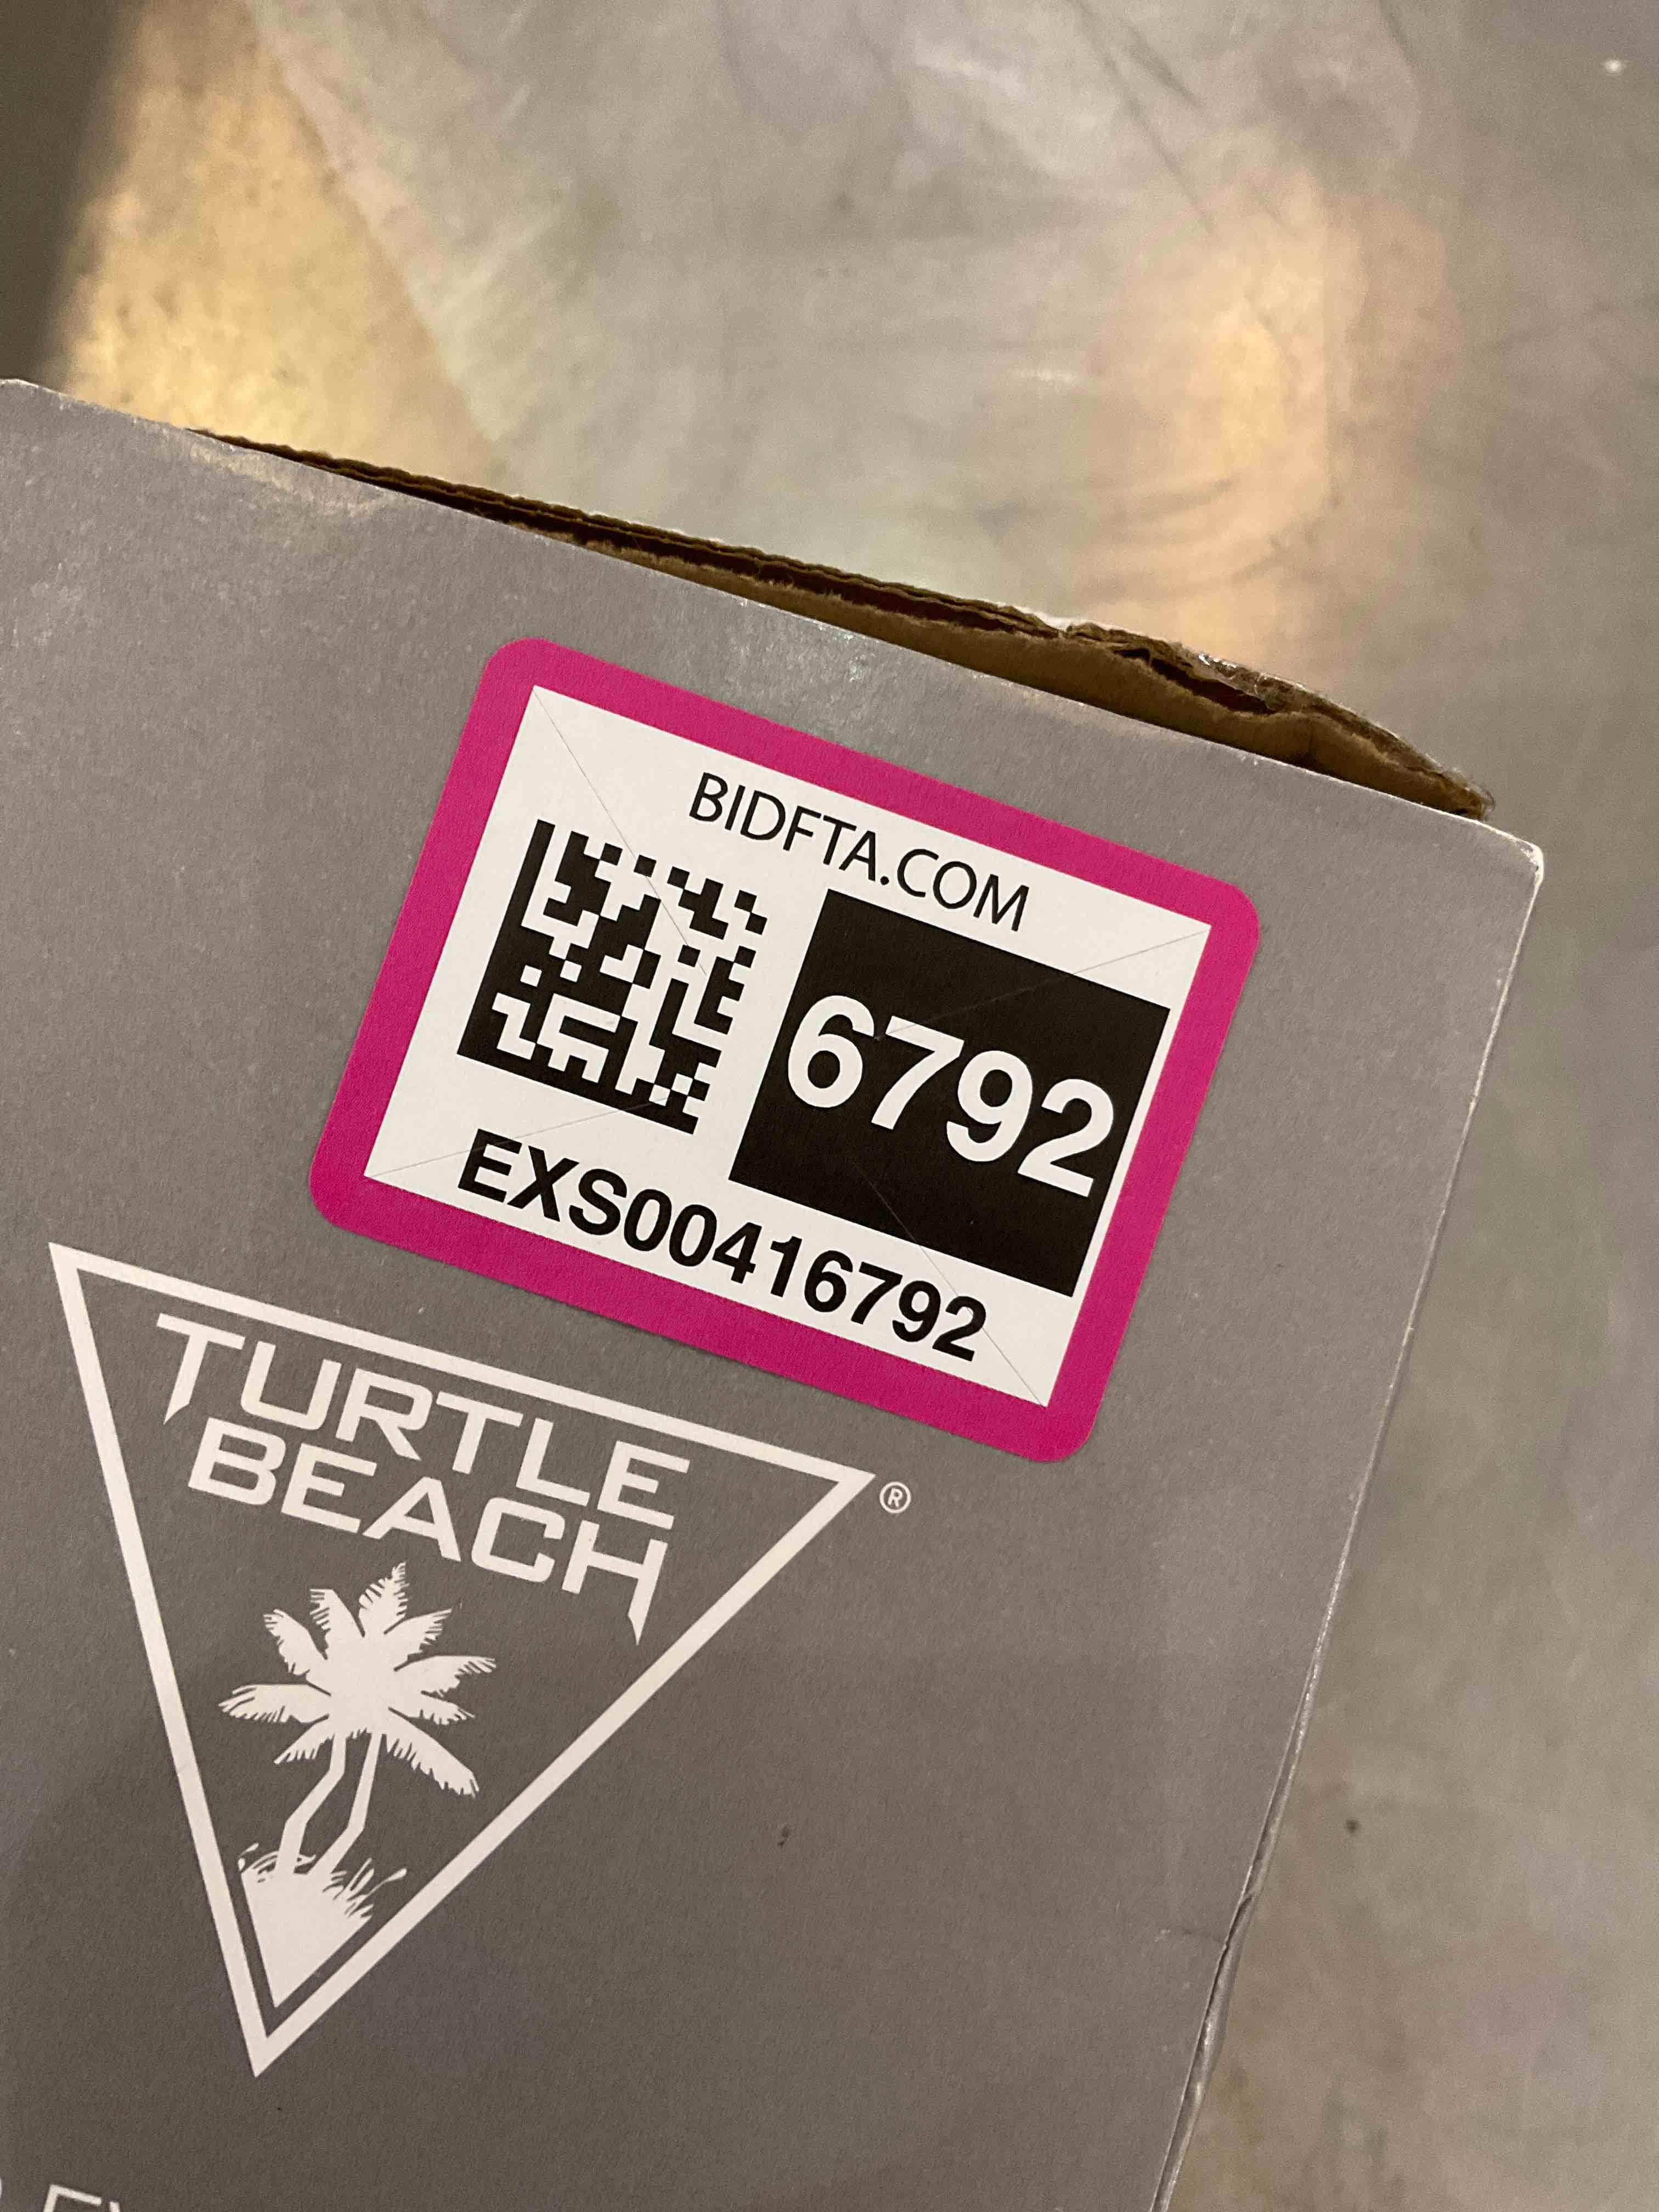 BIDFTA.COM
6792
EXS00416792
TURTLE
BEACH
®